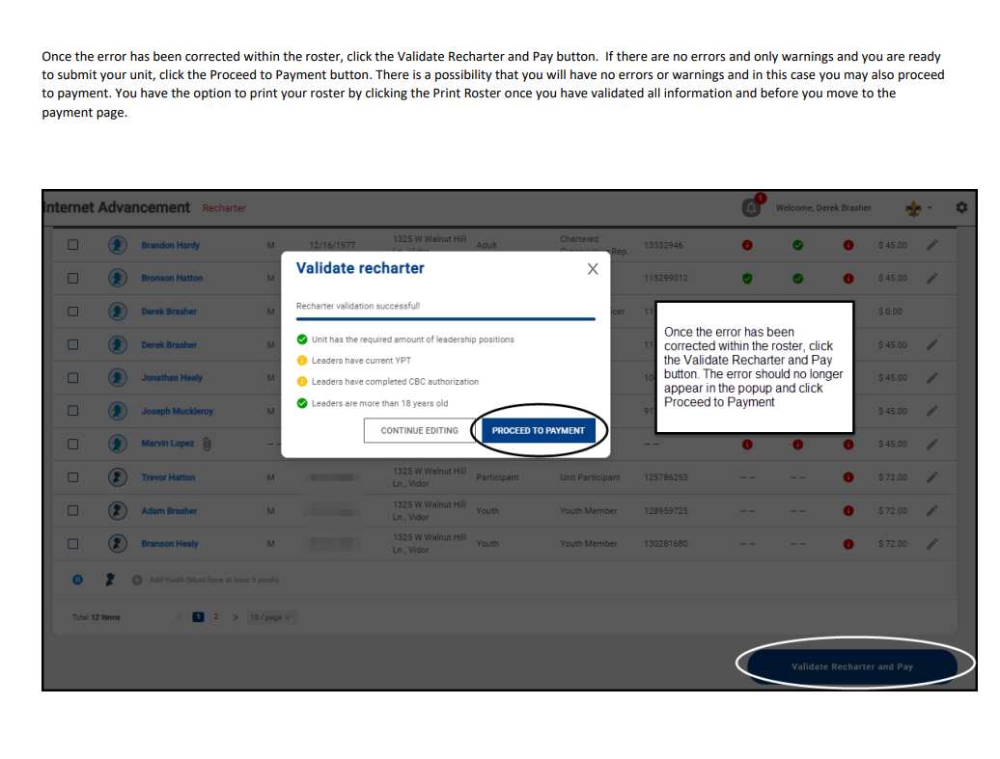 Once the error has been corrected within the roster, click the Validate Recharter and Pay button.  If there are no errors and only warnings and you are ready
to submit your unit, click the Proceed to Payment button. There is a possibility that you will have no errors or warnings and in this case you may also proceed
to payment. You have the option to print your roster by clicking the Print Roster once you have validated all information and before you move to the
payment page.
Internet Advancement Recharter 1 Welcome, Derek Brasher
Brandon Hardy M 12/16/1977 1325 W Walnut Hill Adult Chartered Rep. 13332946 $ 45.00
Bronson Hatton M 115299012 $ 45.00
Derek Brasher M $ 0.00
Derek Brasher M $ 45.00
Jonathan Healy M $ 45.00
Joseph Muckleroy M $ 45.00
Marvin Lopez -- -- $ 45.00
Validate recharter X
Recharter validation successful!
Unit has the required amount of leadership positions
Leaders have current YPT
Leaders have completed CBC authorization
Leaders are more than 18 years old
CONTINUE EDITING PROCEED TO PAYMENT
Once the error has been
corrected within the roster, click
the Validate Recharter and Pay
button. The error should no longer
appear in the popup and click
Proceed to Payment
Trevor Hatton M 1325 W Walnut Hill Ln., Vidor Participant Unit Participant 125786253 -- -- $ 72.00
Adam Brasher M 1325 W Walnut Hill Ln., Vidor Youth Youth Member 128959725 -- -- $ 72.00
Branson Healy M 1325 W Walnut Hill Ln., Vidor Youth Youth Member 130281680 -- -- $ 72.00
R Add Youth (Must have at least 5 youth)
Total 12 Items < 1 2 > 10 / page
Validate Recharter and Pay